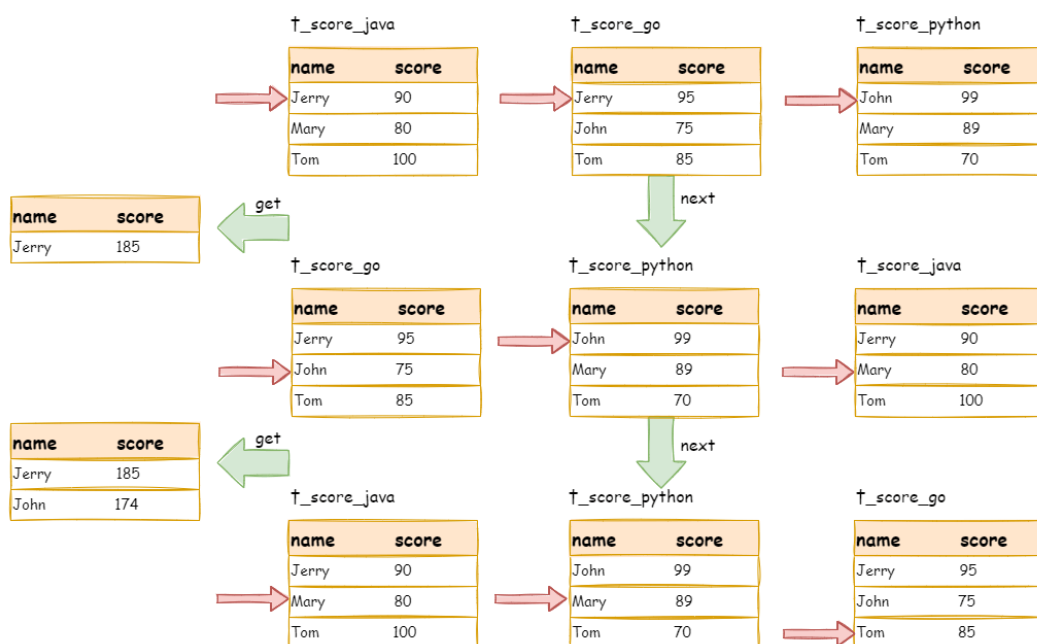 t_score_java t_score_go t_score_python
name score name score name score
Jerry 90 Jerry 95 John 99
Mary 80 John 75 Mary 89
Tom 100 Tom 85 Tom 70
get next
name score
Jerry 185
t_score_go t_score_python t_score_java
name score name score name score
Jerry 95 John 99 Jerry 90
John 75 Mary 89 Mary 80
Tom 85 Tom 70 Tom 100
get next
name score
Jerry 185
John 174
t_score_java t_score_python t_score_go
name score name score name score
Jerry 90 John 99 Jerry 95
Mary 80 Mary 89 John 75
Tom 100 Tom 70 Tom 85